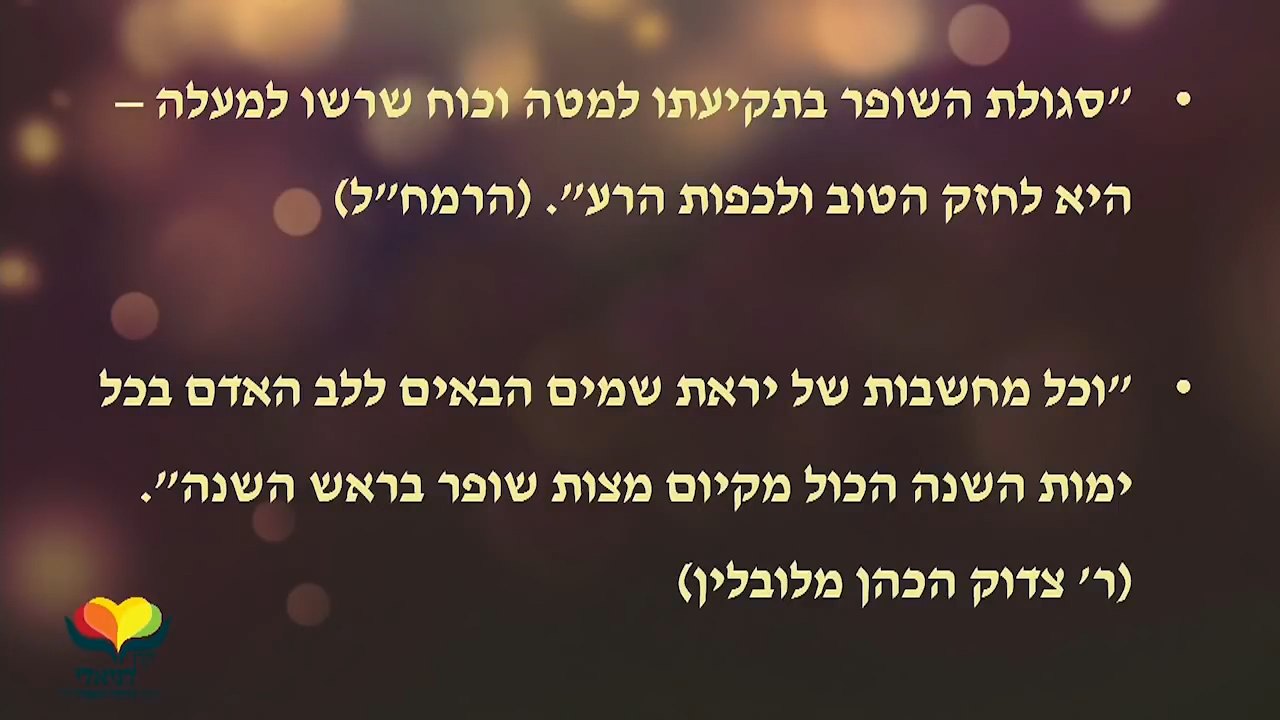 • ״סגולת השופר בתקיעתו למטה וכוח שרשו למעלה –
היא לחזק הטוב ולכפות הרע״. (הרמח״ל)
• ״וכל מחשבות של יראת שמים הבאים ללב האדם בכל
ימות השנה הכול מקיום מצות שופר בראש השנה״.
(ר׳ צדוק הכהן מלובלין)